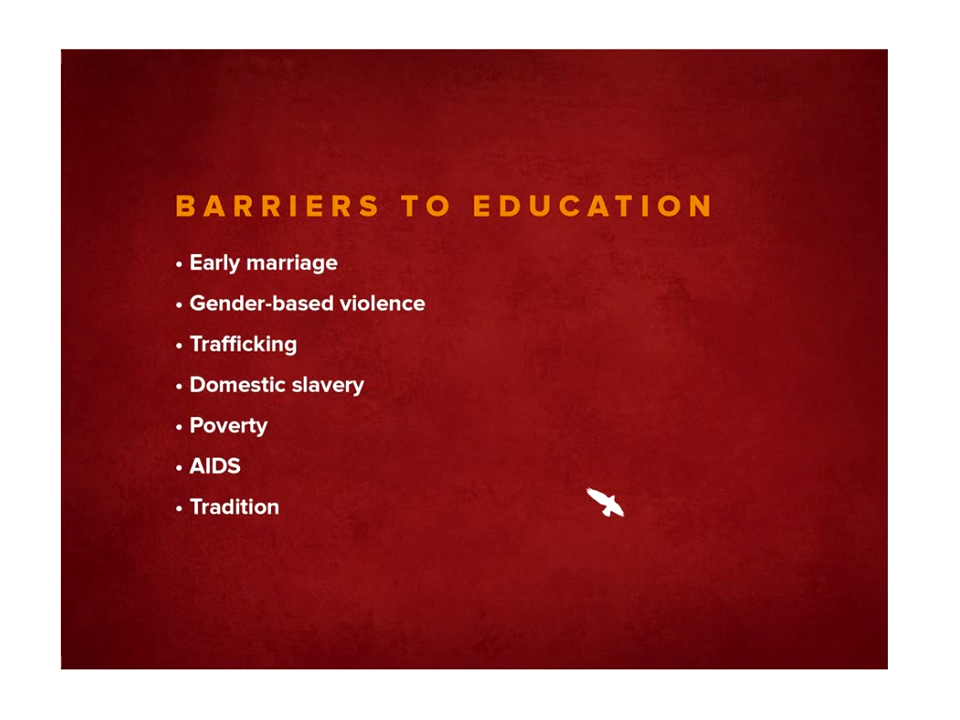 BARRIERS TO EDUCATION
• Early marriage
• Gender-based violence
• Trafficking
• Domestic slavery
• Poverty
• AIDS
• Tradition